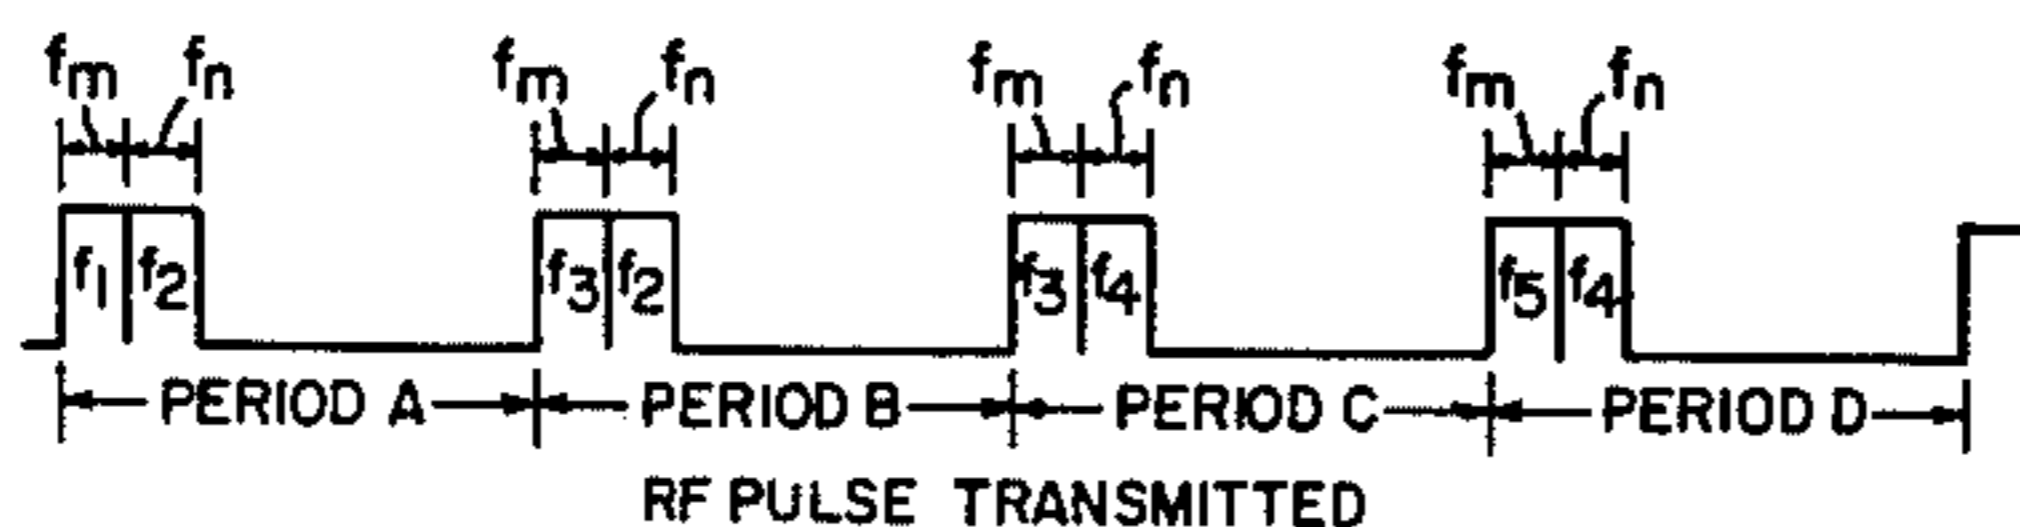 fm fn fm fn fm fn fm fn
f1 f2 f3 f2 f3 f4 f5 f4
PERIOD A PERIOD B PERIOD C PERIOD D
RF PULSE TRANSMITTED